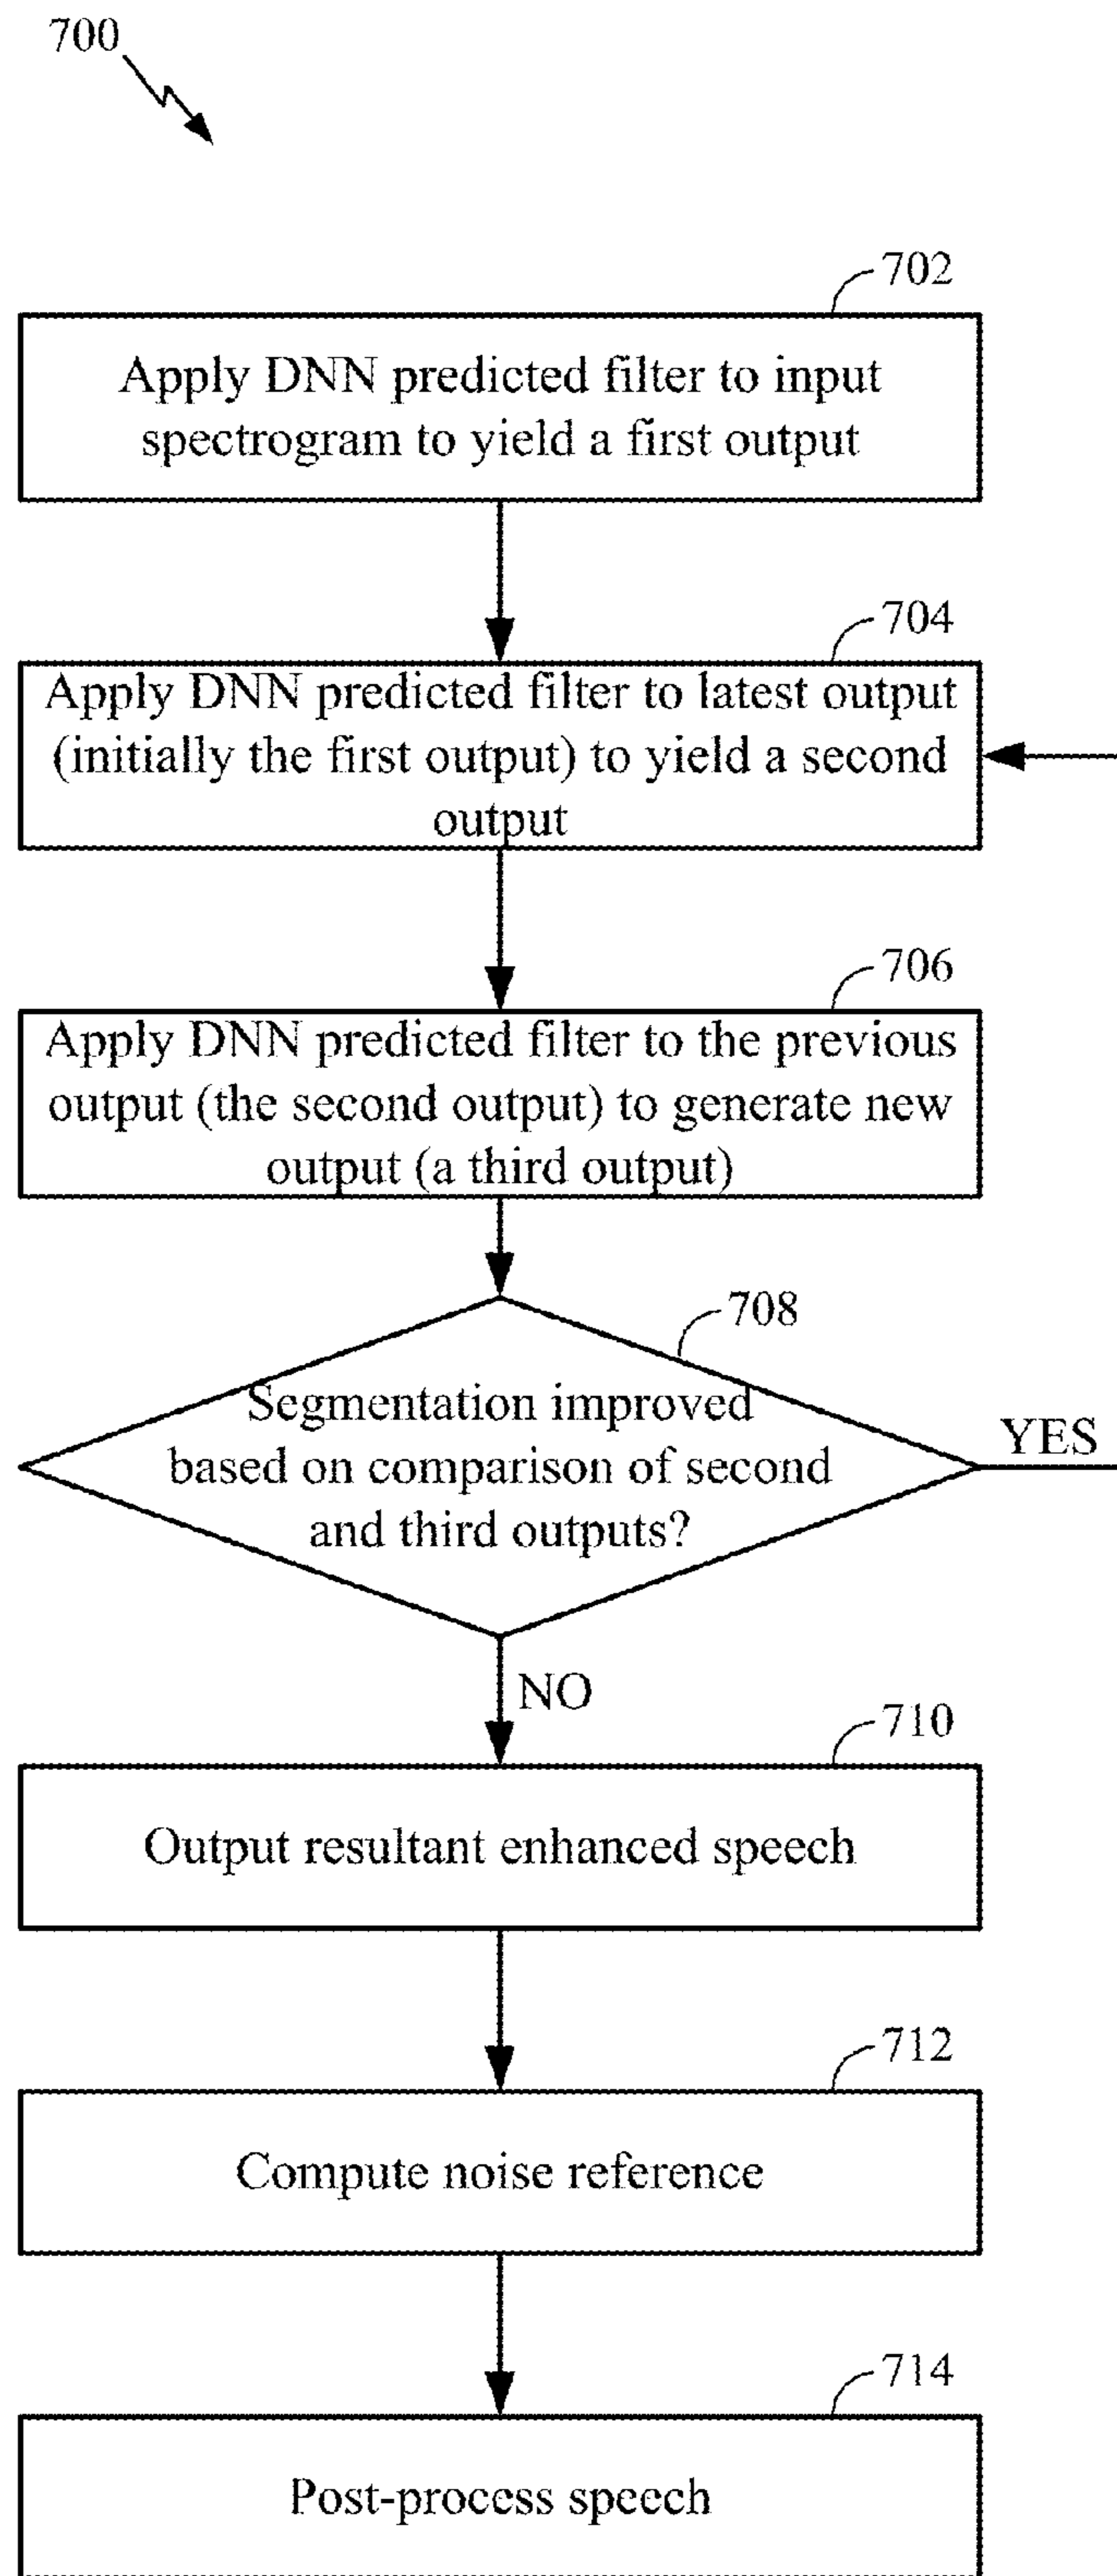 700
702
Apply DNN predicted filter to input
spectrogram to yield a first output
704
Apply DNN predicted filter to latest output
(initially the first output) to yield a second
output
706
Apply DNN predicted filter to the previous
output (the second output) to generate new
output (a third output)
708
Segmentation improved
based on comparison of second
and third outputs?
YES
NO
710
Output resultant enhanced speech
712
Compute noise reference
714
Post-process speech